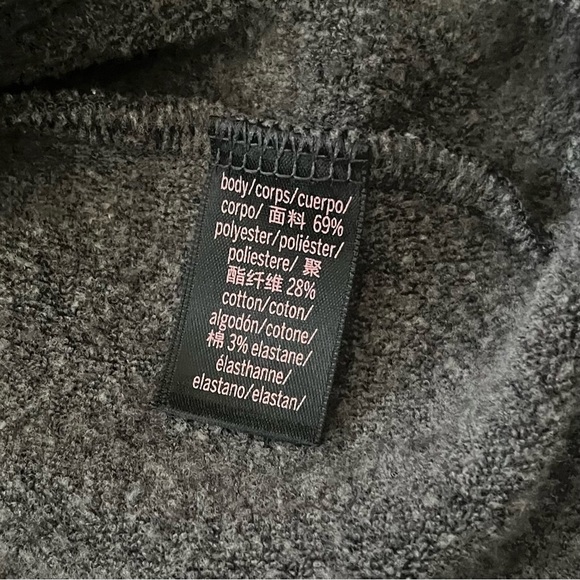 body/corps/cuerpo/
corpo/ 面料 69%
polyester/poliéster/
poliestere/ 聚
酯纤维 28%
cotton/coton/
algodón/cotone/
棉 3% elastane/
élasthanne/
elastano/elastan/